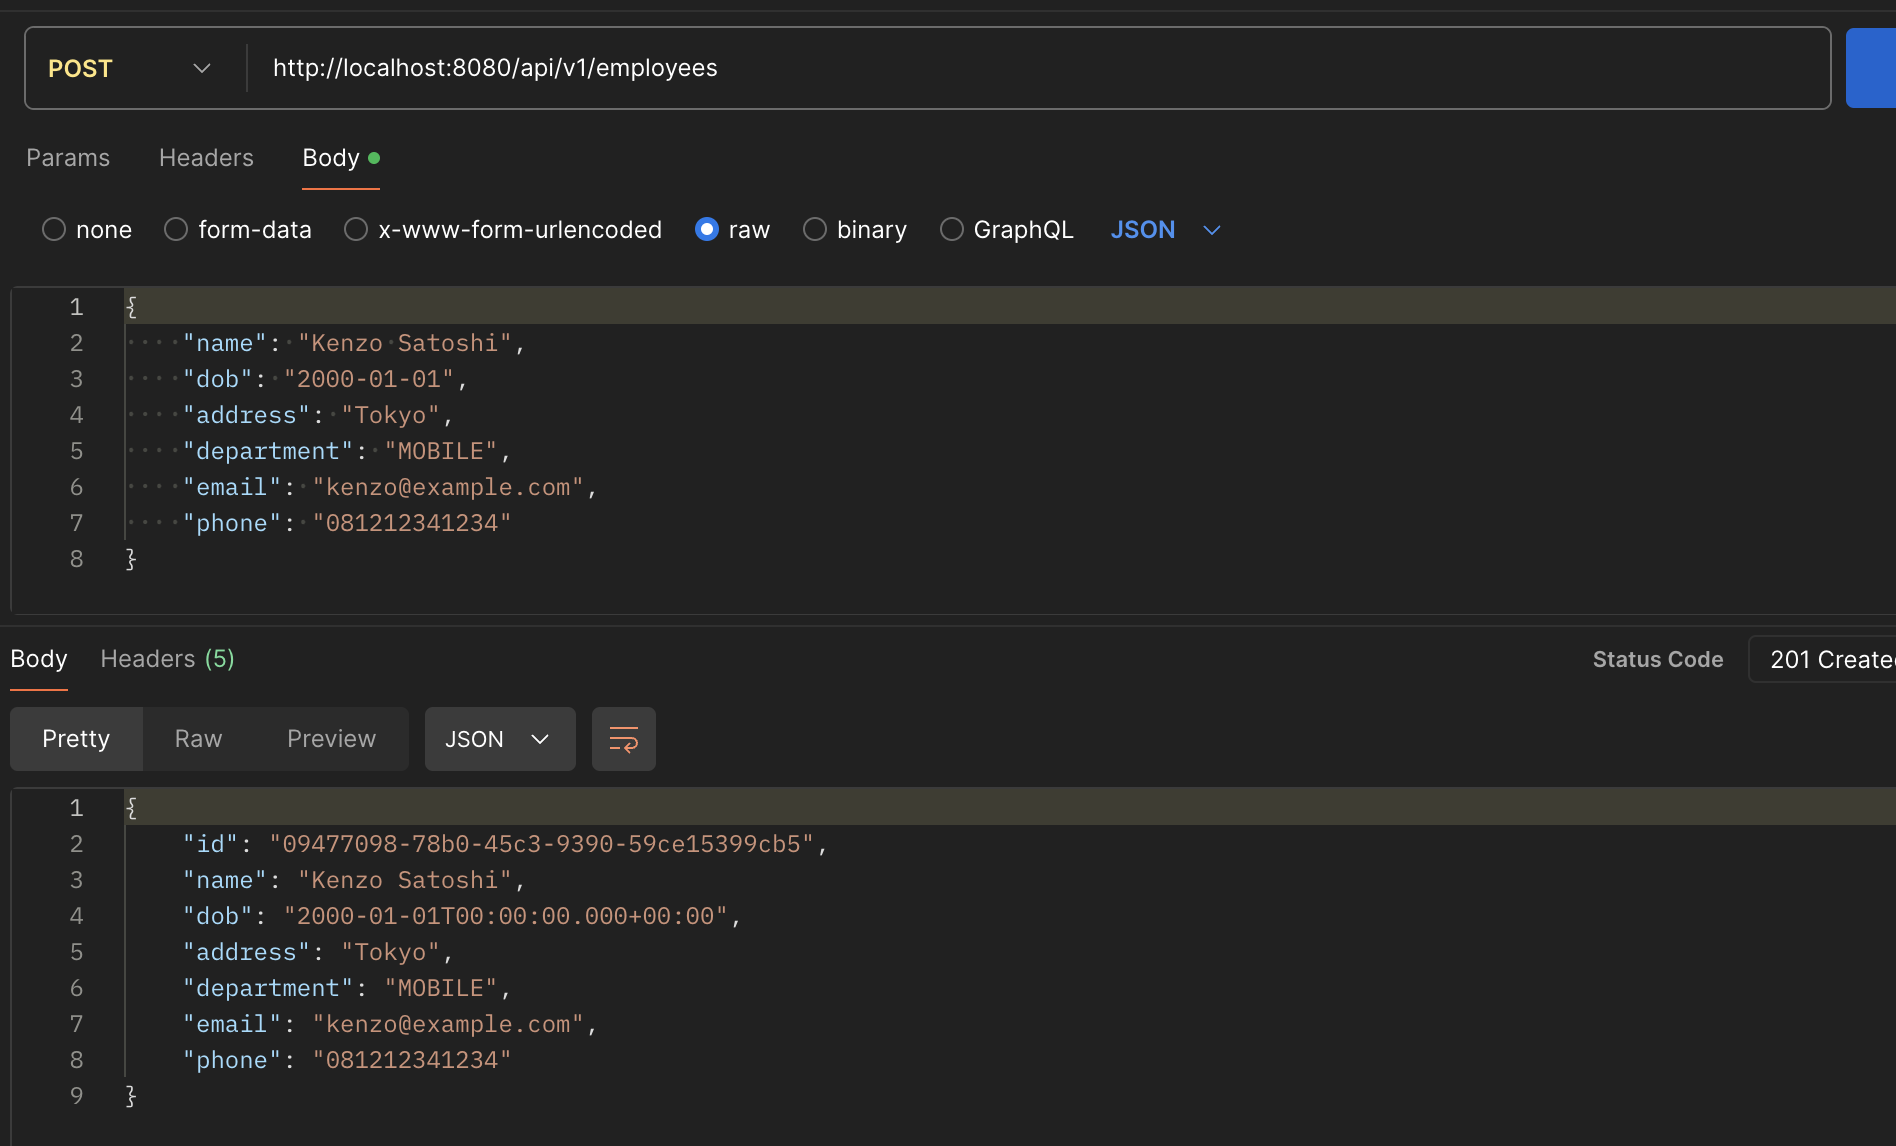 POST http://localhost:8080/api/v1/employees
Params Headers Body
none form-data x-www-form-urlencoded raw binary GraphQL JSON
1 {
2 "name": "Kenzo Satoshi",
3 "dob": "2000-01-01",
4 "address": "Tokyo",
5 "department": "MOBILE",
6 "email": "kenzo@example.com",
7 "phone": "081212341234"
8 }
Body Headers (5) Status Code 201 Created
Pretty Raw Preview JSON
1 {
2 "id": "09477098-78b0-45c3-9390-59ce15399cb5",
3 "name": "Kenzo Satoshi",
4 "dob": "2000-01-01T00:00:00.000+00:00",
5 "address": "Tokyo",
6 "department": "MOBILE",
7 "email": "kenzo@example.com",
8 "phone": "081212341234"
9 }